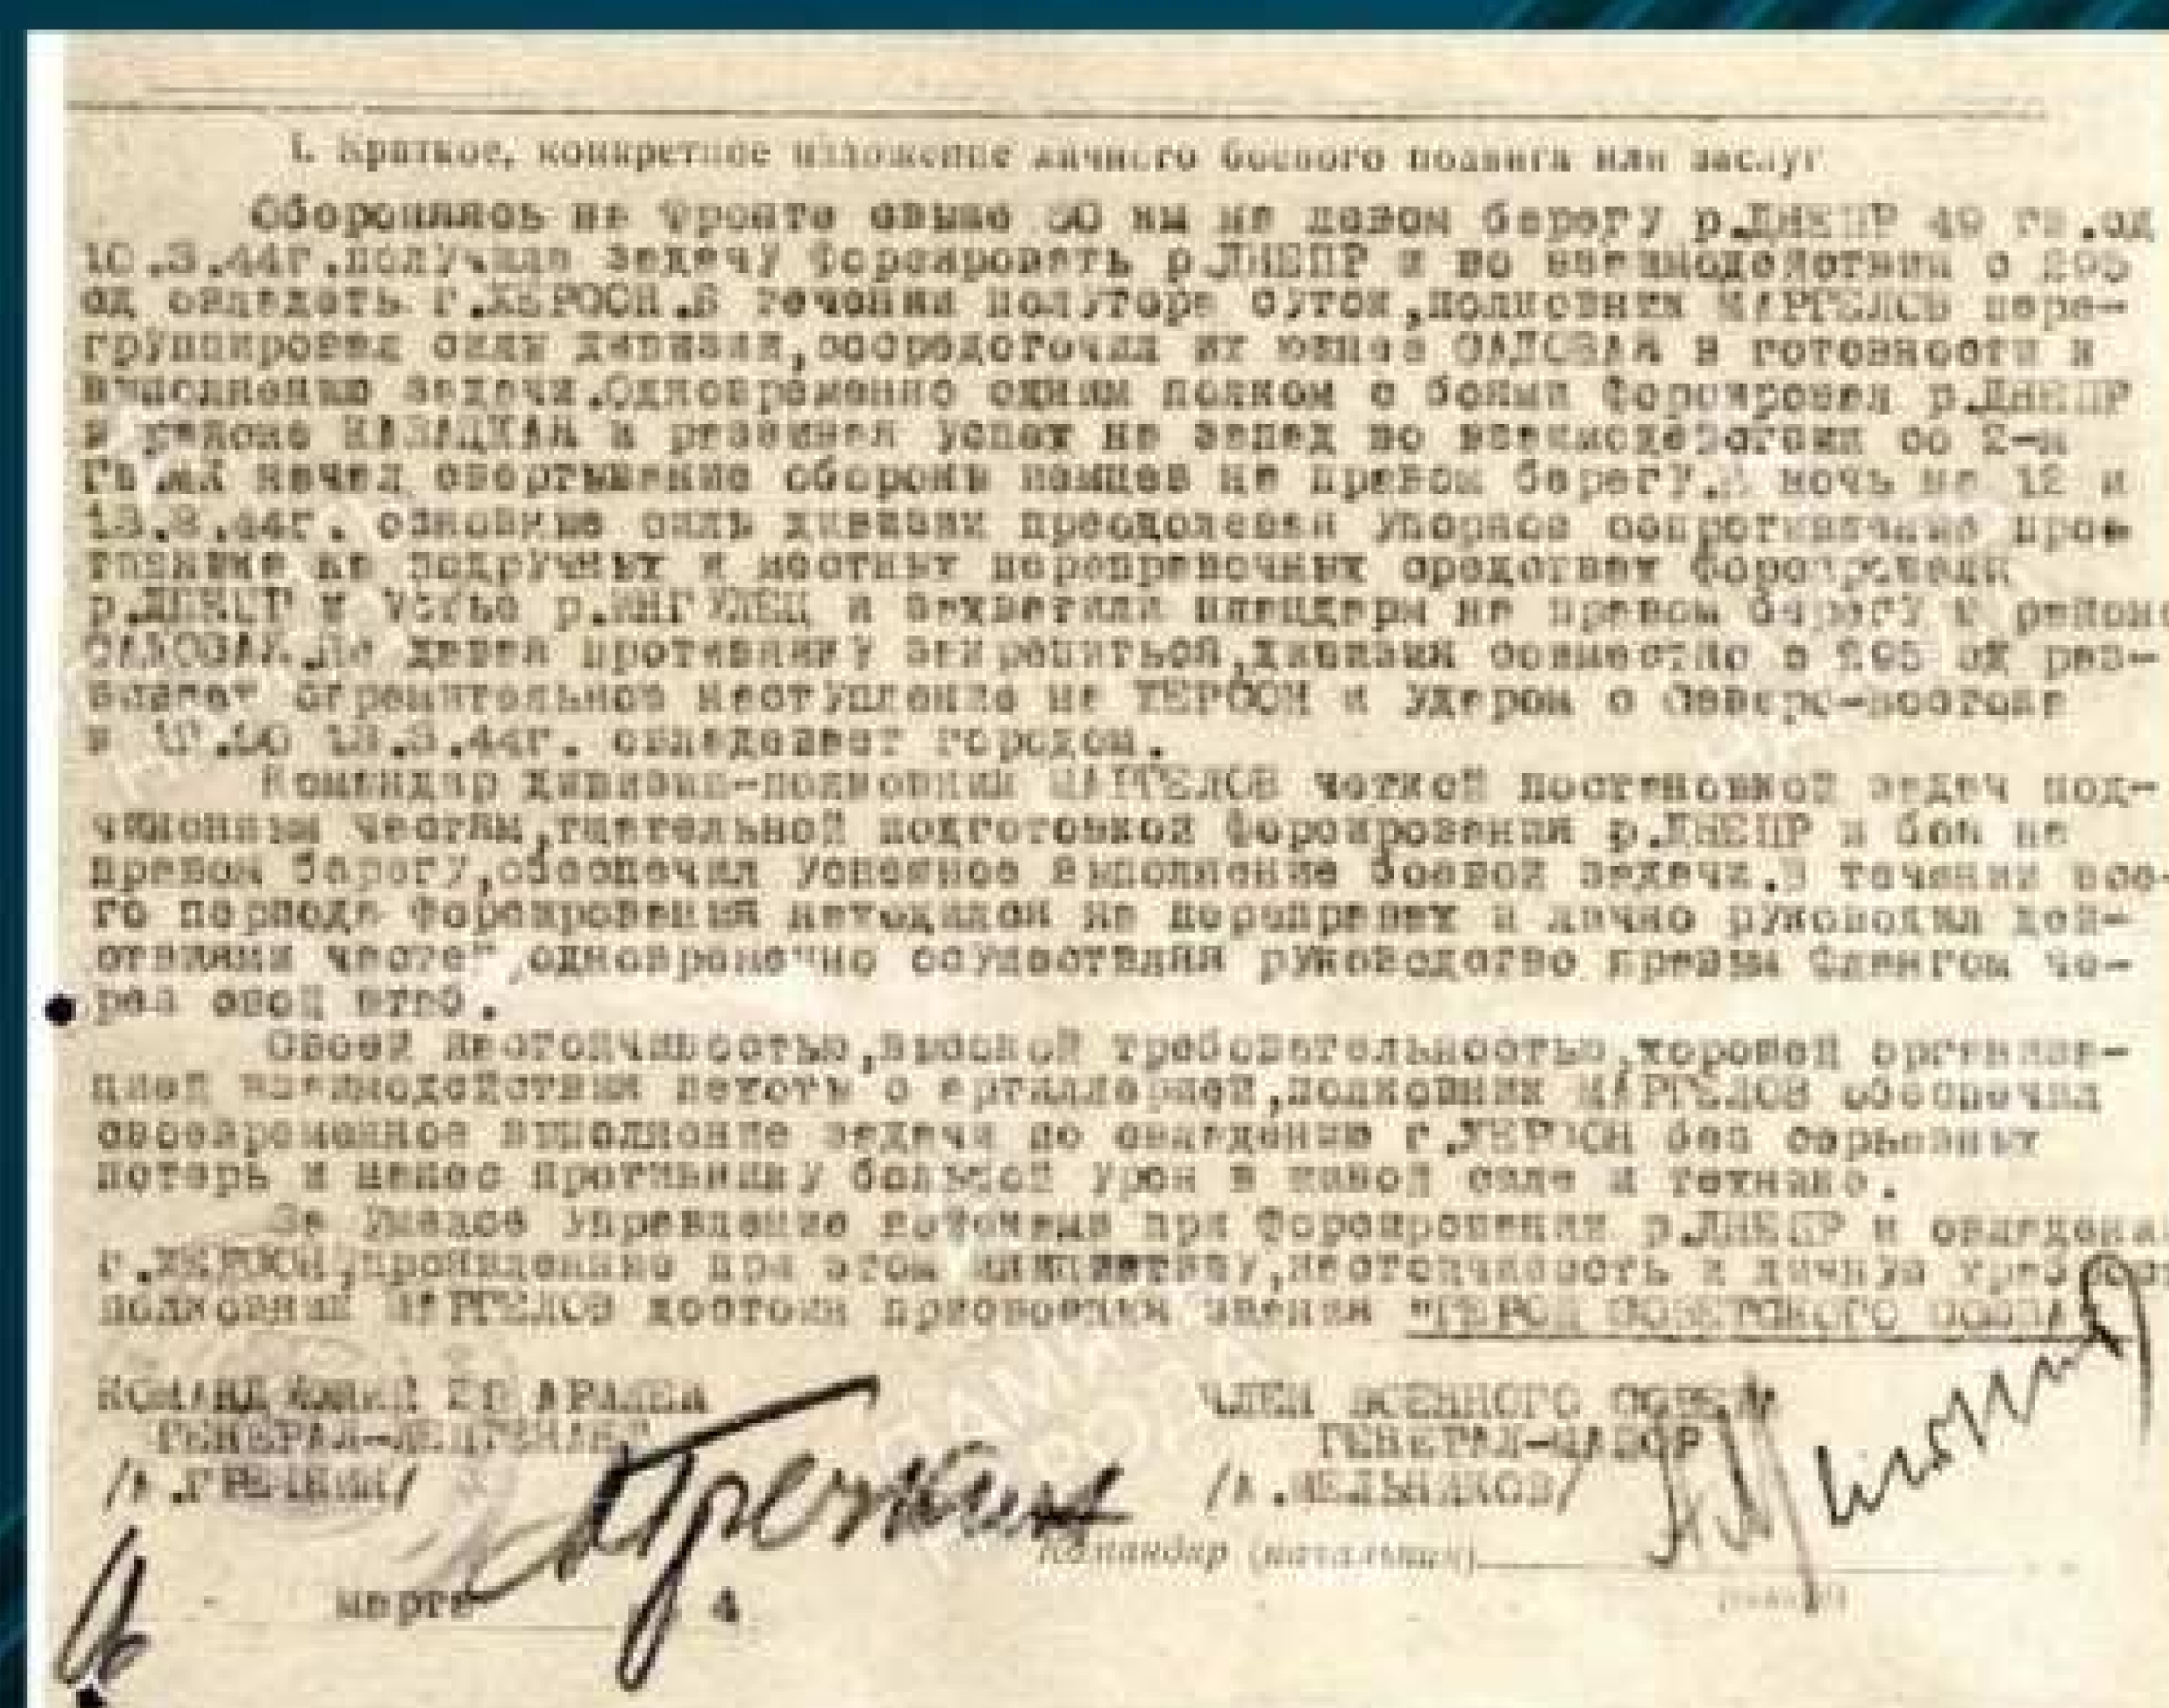 I. Краткое, конкретное изложение личного боевого подвига или заслуг
Обороняясь на фронте свыше 50 км на левом берегу р.ДНЕПР 49 гв.сд
10.3.44г.получила задачу форсировать р.ДНЕПР и во взаимодействии с 295
сд овладеть г.ХЕРСОН.В течении полутора суток,полковник МАРГЕЛОВ пере-
группировал силы дивизии,сосредоточил их южнее САДОВАЯ в готовности к
выполнению задачи.Одновременно одним полком с боями форсировал р.ДНЕПР
в районе КАЗАЦКАЯ и развивая успех на запад во взаимодействии со 2-й
Гв.МК начал свертывание обороны немцев на правом берегу.В ночь на 12 и
13.3.44г. основные силы дивизии преодолевая упорное сопротивление про-
тивника на подручных и местных переправочных средствах форсировали
р.ДНЕПР и устье р.ИНГУЛЕЦ и захватили плацдарм на правом берегу в районе
САДОВАЯ.Не давая противнику закрепиться,дивизия совместно с 295 сд раз-
вивает стремительное наступление на ХЕРСОН и ударом с Северо-востока
в 13.3.44г. овладевает городом.
Командир дивизии-полковник МАРГЕЛОВ четкой постановкой задач под-
чиненным частям,тщательной подготовкой форсирования р.ДНЕПР и боя на
правом берегу,обеспечил успешное выполнение боевой задачи.В течении все-
го периода форсирования находился на переправах и лично руководил дей-
ствиями частей,одновременно осуществляя руководство правым флангом че-
рез свой штаб.
Своей настойчивостью,высокой требовательностью,хорошей организа-
цией взаимодействия пехоты с артиллерией,полковник МАРГЕЛОВ обеспечил
своевременное выполнение задачи по овладению г.ХЕРСОН без серьезных
потерь и нанес противнику большой урон в живой силе и технике.
За умелое управление частями при форсировании р.ДНЕПР и овладени
г.ХЕРСОН,проявленные при этом инициативу,настойчивость и личную храброст
полковник МАРГЕЛОВ достоин присвоения звания "ГЕРОЙ СОВЕТСКОГО СОЮЗА
КОМАНДУЮЩИЙ 28 АРМИЕЙ
ЧЛЕН ВОЕННОГО СОВЕТА
ГЕНЕРАЛ-ЛЕЙТЕНАНТ
ГЕНЕРАЛ-МАЙОР
/А.ГРЕЧКИН/
Гречкин
/А.МЕЛЬНИКОВ/
Командир (начальник)
марта 4